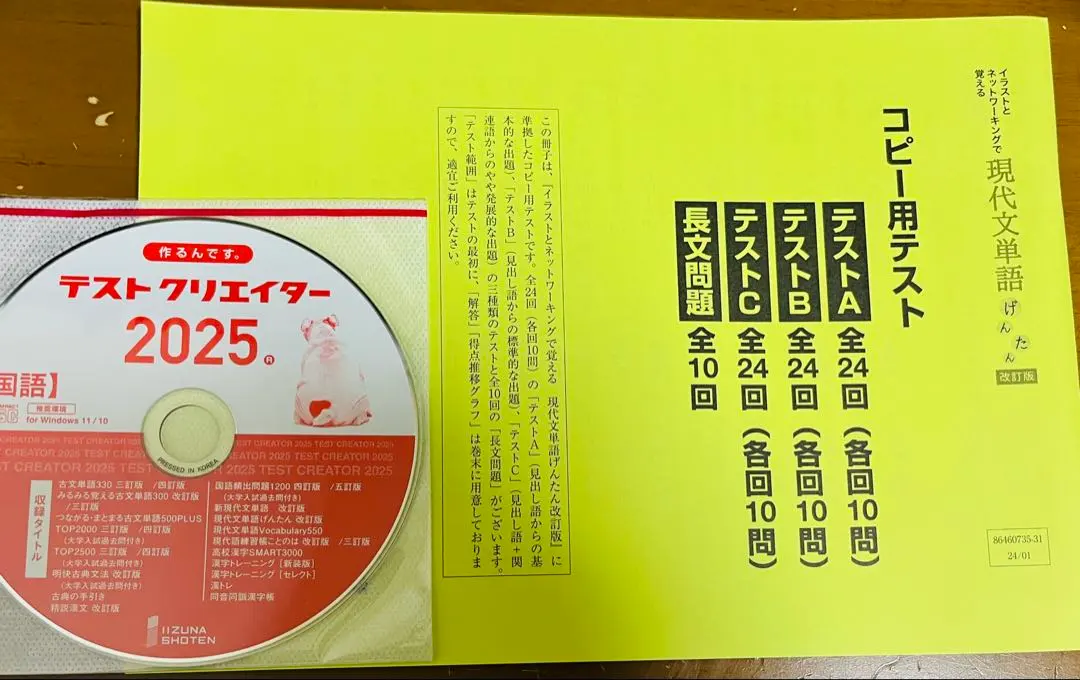 イラストと
ネットワーキングで
覚える
現代文単語
げんたん
改訂版
コピー用テスト
テストA 全24回(各回10問)
テストB 全24回(各回10問)
テストC 全24回(各回10問)
長文問題 全10回
この冊子は、『イラストとネットワーキングで覚える 現代文単語げんたん改訂版』に
準拠したコピー用テストです。全24回(各回10問)の「テストA」(見出し語からの基
本的な出題)、「テストB」(見出し語からの標準的な出題)、「テストC」(見出し語+関
連語からのやや発展的な出題)の三種類のテストと全10回の「長文問題」がございます。
「テスト範囲」はテストの最初に、「解答」「得点推移グラフ」は巻末に用意しておりま
すので、適宜ご利用ください。
86460735-31
24/01
作るんです。
テストクリエイター
2025
R
国語】
推奨環境
for Windows 11/10
PRESSED IN KOREA
CREATOR 2025 TEST CREATOR 2025 TEST CREATOR 2025
TEST CREATOR 2025 TEST CREATOR 2025
ST CREATOR 2025 TEST CREATOR 2025
収録タイトル
古文単語330 三訂版 /四訂版
みるみる覚える古文単語300 改訂版
/三訂版
つながる・まとまる古文単語500PLUS
TOP2000 三訂版 /四訂版
(大学入試過去問付き)
TOP2500 三訂版 /四訂版
(大学入試過去問付き)
明快古典文法 改訂版
(大学入試過去問付き)
古典の手引き
精説漢文 改訂版
国語頻出問題1200 四訂版 /五訂版
(大学入試過去問付き)
新現代文単語 改訂版
現代文単語げんたん 改訂版
現代文単語Vocabulary550
現代語練習帳ことのは 改訂版 /三訂版
高校漢字SMART3000
漢字トレーニング [新装版]
漢字トレーニング [セレクト]
漢トレ
同音同訓漢字帳
IIZUNA
SHOTEN